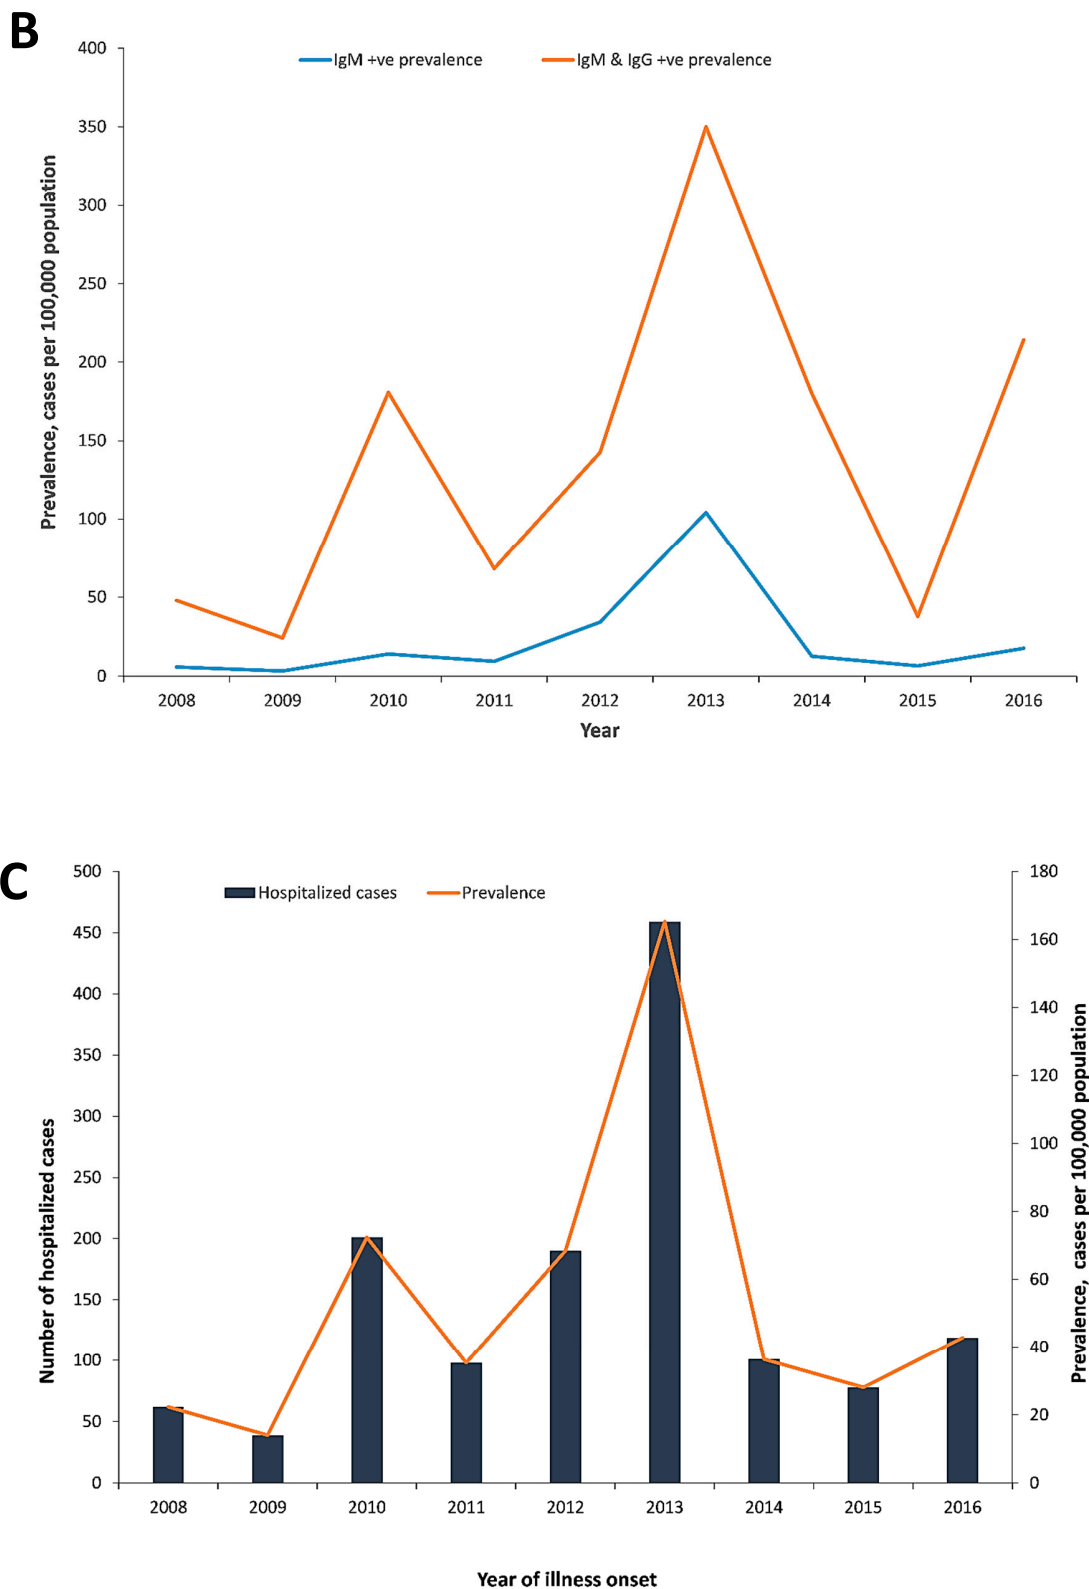 B
IgM +ve prevalence
IgM & IgG +ve prevalence
Prevalence, cases per 100,000 population
400
350
300
250
200
150
100
50
0
2008 2009 2010 2011 2012 2013 2014 2015 2016
Year
C
Hospitalized cases
Prevalence
Number of hospitalized cases
500
450
400
350
300
250
200
150
100
50
0
180
160
140
120
100
80
60
40
20
0
Prevalence, cases per 100,000 population
2008 2009 2010 2011 2012 2013 2014 2015 2016
Year of illness onset